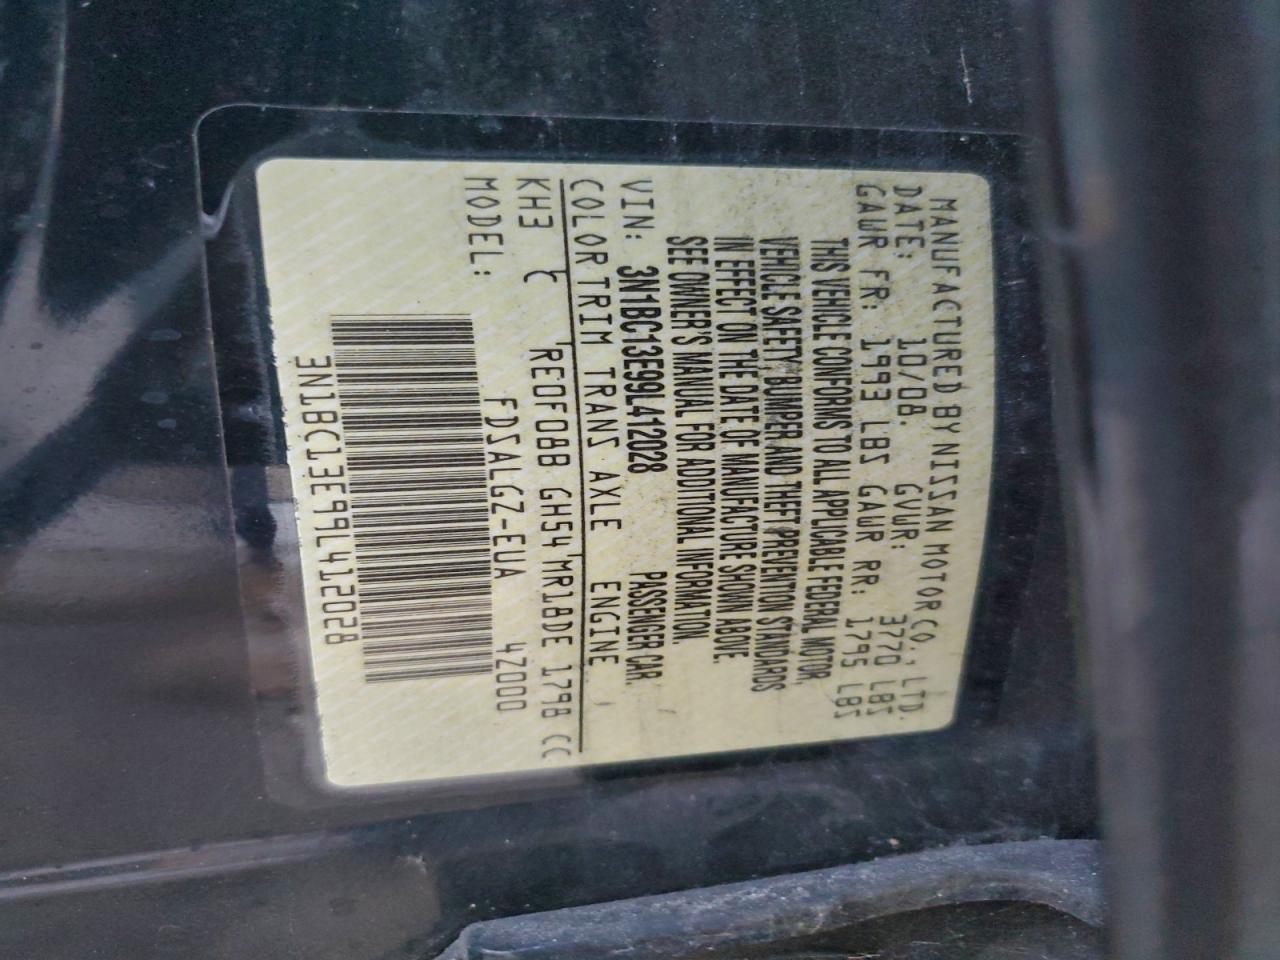 MANUFACTURED BY NISSAN MOTOR CO., LTD.
DATE: 10/08. GVWR: 3770 LBS
GAWR FR: 1993 LBS GAWR RR: 1795 LBS
THIS VEHICLE CONFORMS TO ALL APPLICABLE FEDERAL MOTOR,
VEHICLE SAFETY, BUMPER AND THEFT PREVENTION STANDARDS
IN EFFECT ON THE DATE OF MANUFACTURE SHOWN ABOVE.
SEE OWNER'S MANUAL FOR ADDITIONAL INFORMATION.
VIN: 3N1BC13E99L412028 PASSENGER CAR.
COLOR TRIM TRANS AXLE ENGINE
KH3 C RE0F08B GH54 MR18DE 1798 CC
MODEL: FDSALGZ-EUA 4Z000
3N1BC13E99L412028